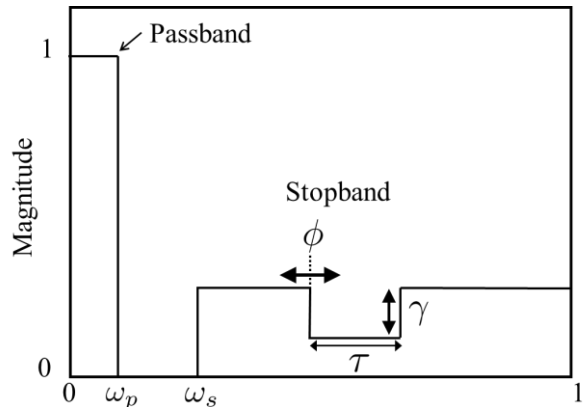 1
Passband
Magnitude
Stopband
ϕ
γ
τ
0
0
ω_p
ω_s
1